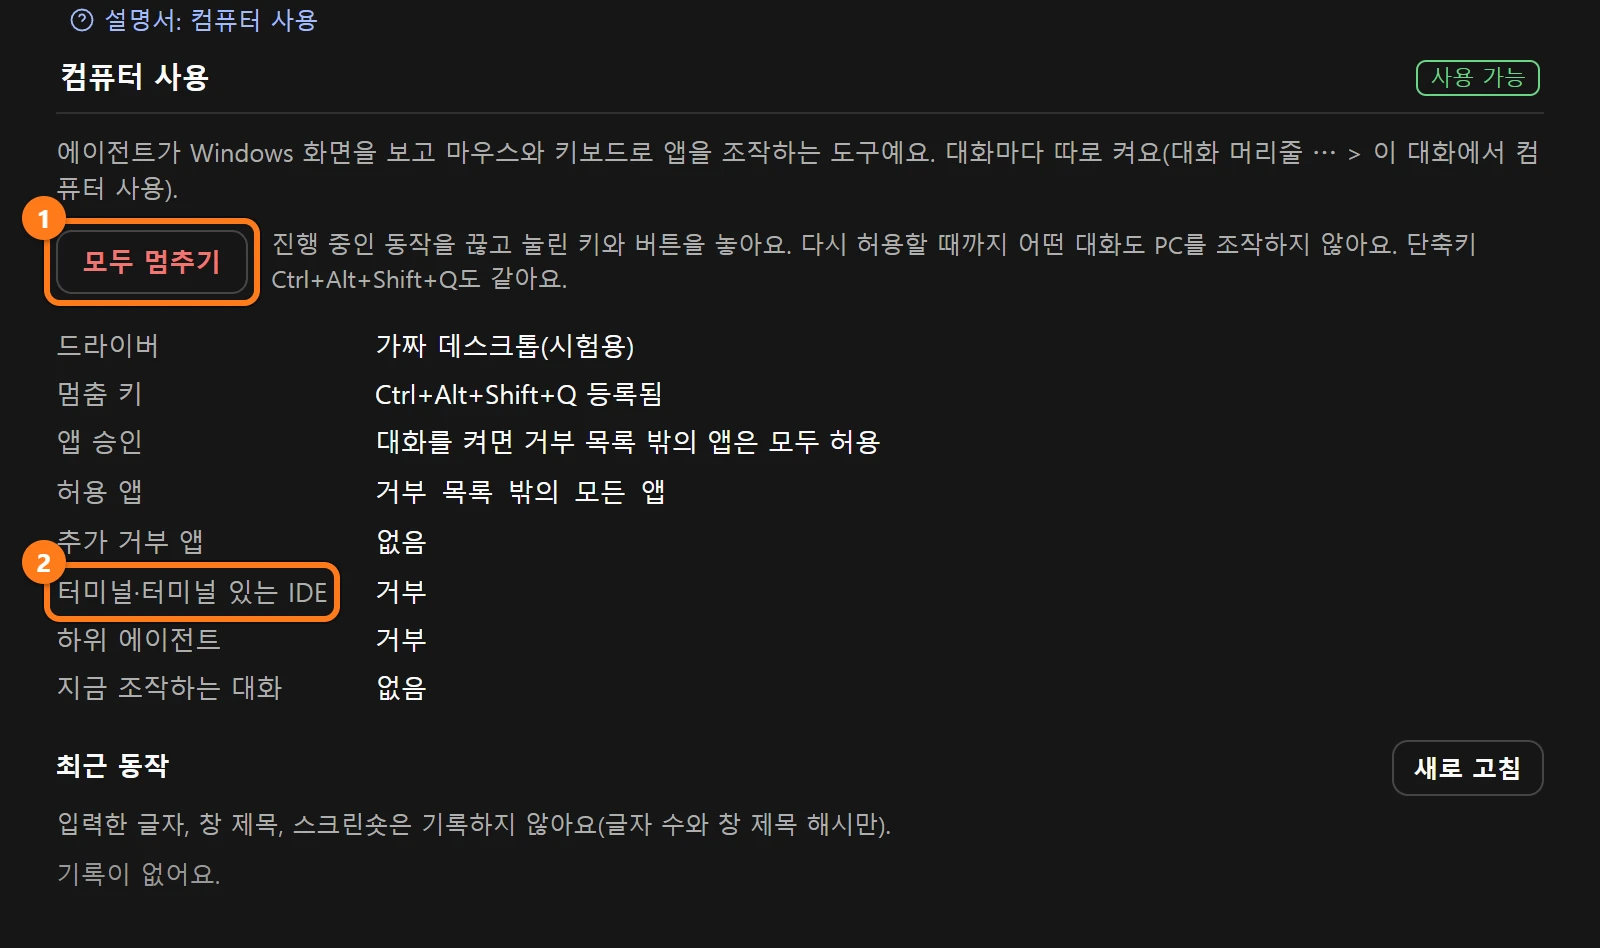 설명서: 컴퓨터 사용
컴퓨터 사용
사용 가능
에이전트가 Windows 화면을 보고 마우스와 키보드로 앱을 조작하는 도구예요. 대화마다 따로 켜요(대화 머리줄 ··· > 이 대화에서 컴
퓨터 사용).
1
모두 멈추기
진행 중인 동작을 끊고 눌린 키와 버튼을 놓아요. 다시 허용할 때까지 어떤 대화도 PC를 조작하지 않아요. 단축키
Ctrl+Alt+Shift+Q도 같아요.
드라이버 가짜 데스크톱(시험용)
멈춤 키 Ctrl+Alt+Shift+Q 등록됨
앱 승인 대화를 켜면 거부 목록 밖의 앱은 모두 허용
허용 앱 거부 목록 밖의 모든 앱
추가 거부 앱 없음
2
터미널·터미널 있는 IDE 거부
하위 에이전트 거부
지금 조작하는 대화 없음
최근 동작
새로 고침
입력한 글자, 창 제목, 스크린숏은 기록하지 않아요(글자 수와 창 제목 해시만).
기록이 없어요.